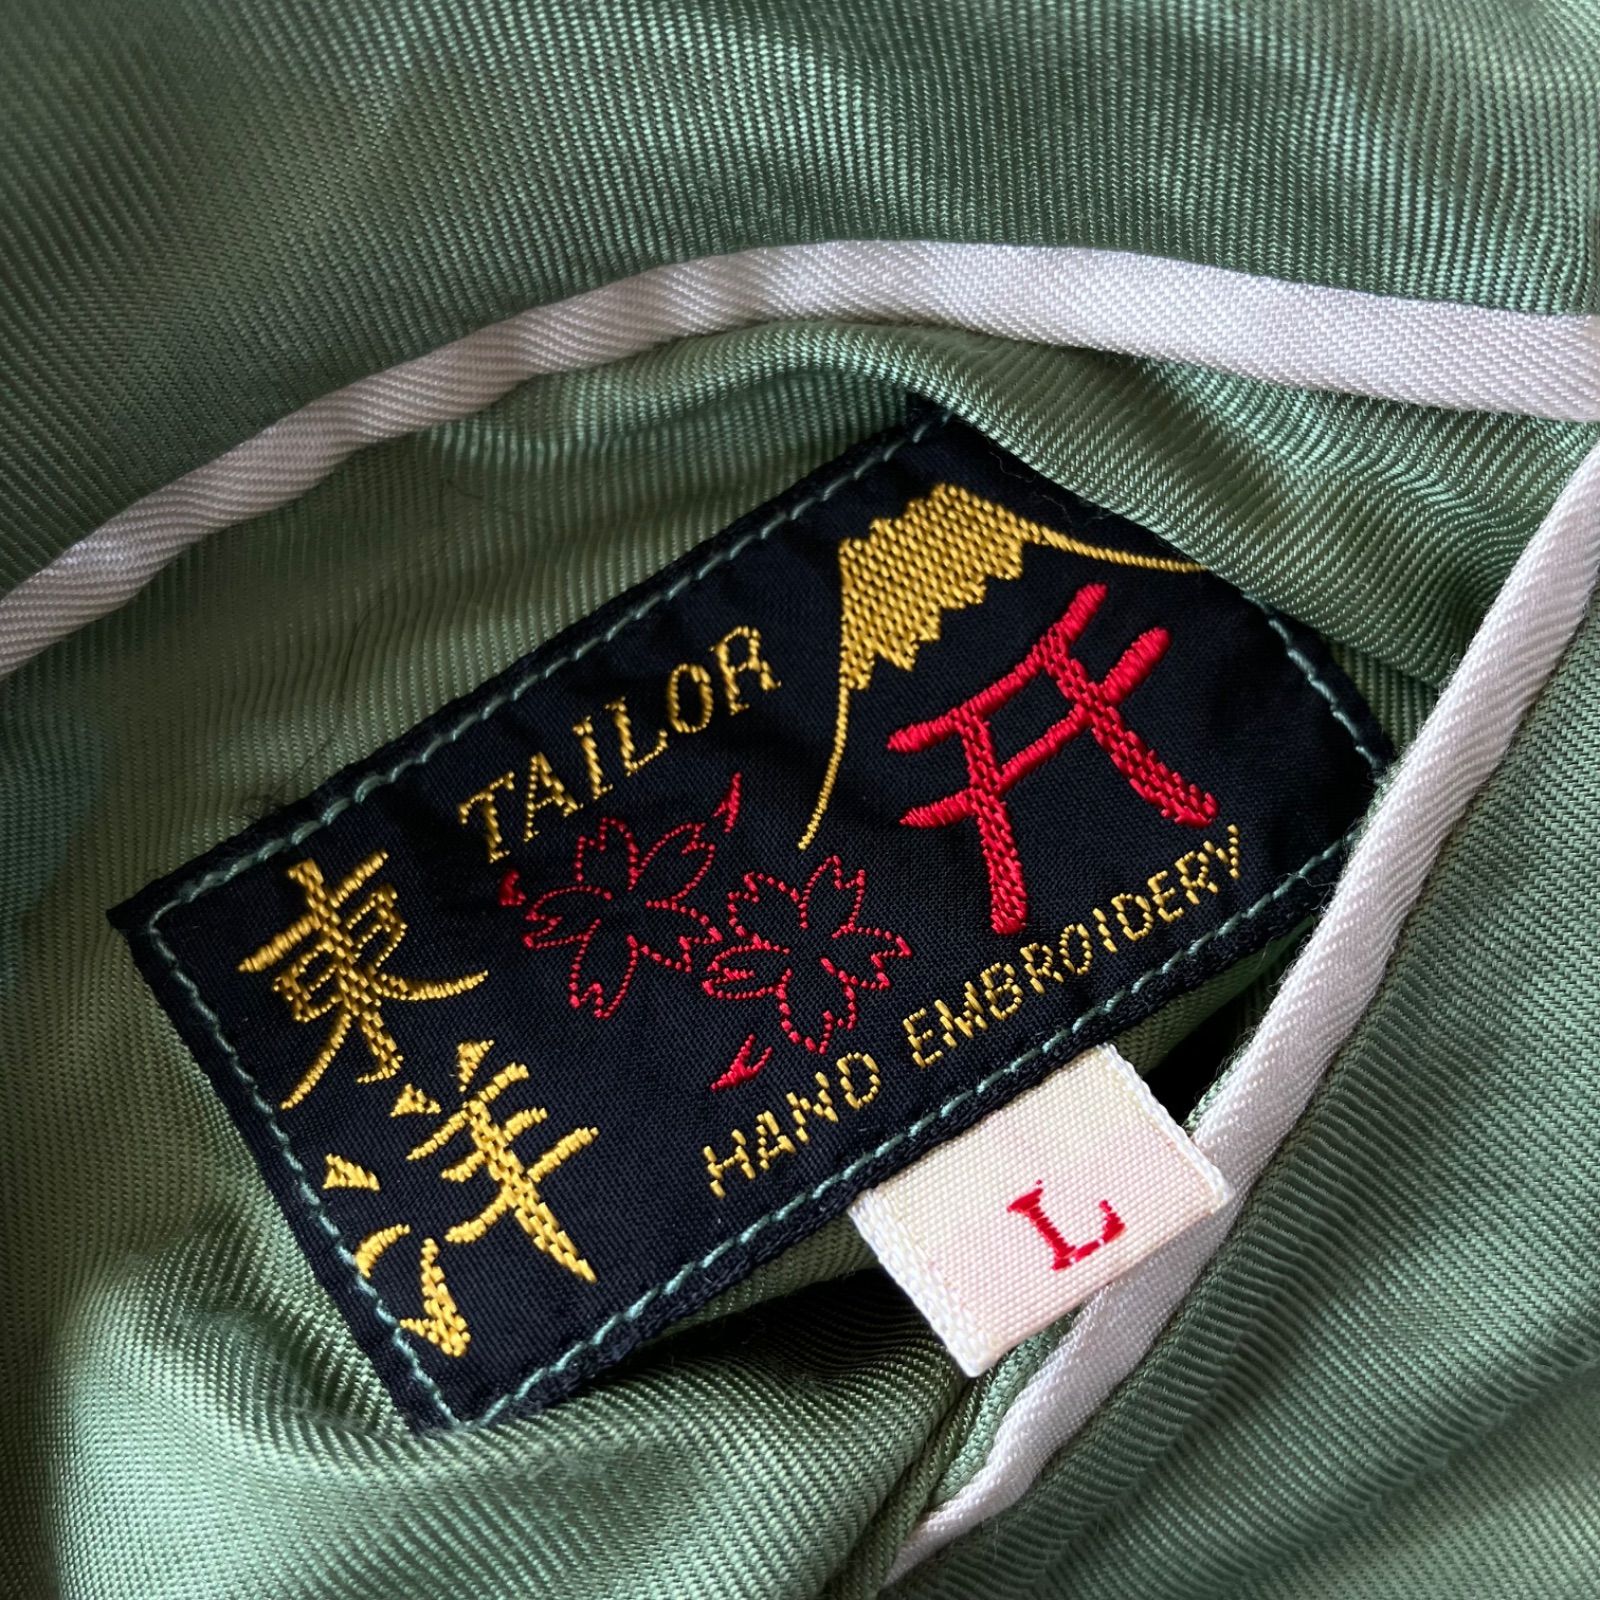 東洋
TAILOR
HAND EMBROIDERY
L